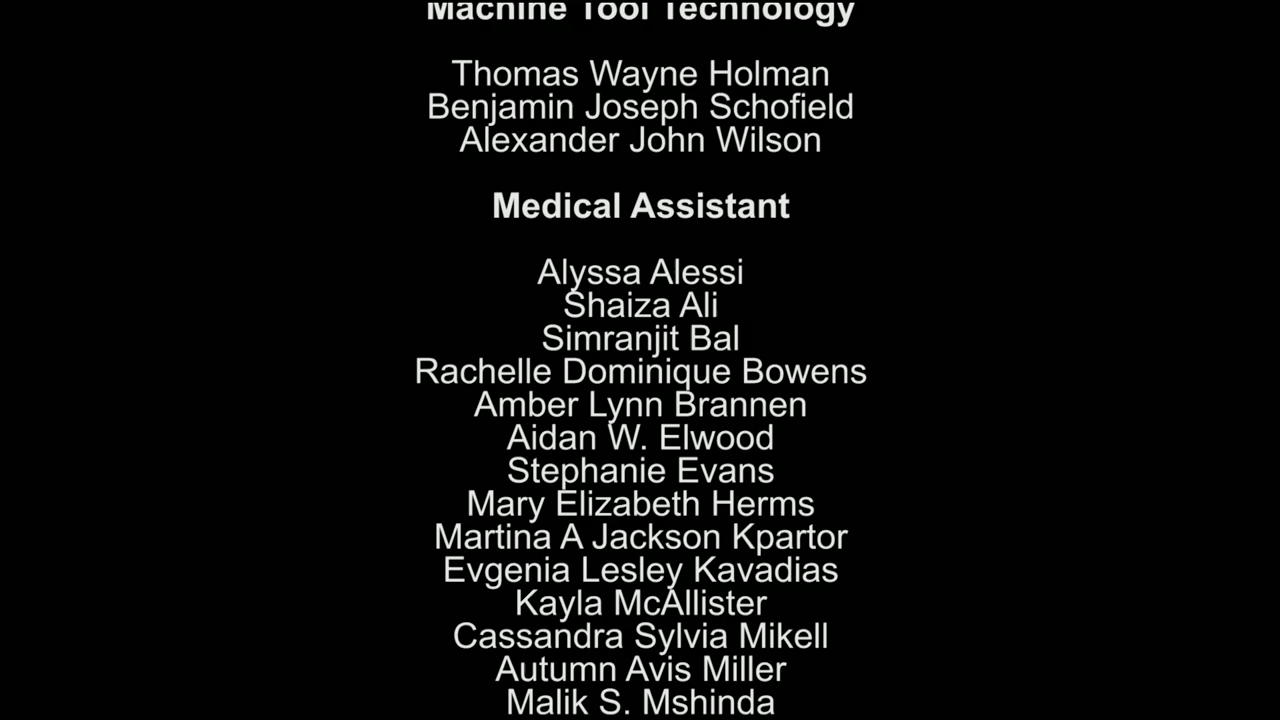 Machine Tool Technology
Thomas Wayne Holman
Benjamin Joseph Schofield
Alexander John Wilson
Medical Assistant
Alyssa Alessi
Shaiza Ali
Simranjit Bal
Rachelle Dominique Bowens
Amber Lynn Brannen
Aidan W. Elwood
Stephanie Evans
Mary Elizabeth Herms
Martina A Jackson Kpartor
Evgenia Lesley Kavadias
Kayla McAllister
Cassandra Sylvia Mikell
Autumn Avis Miller
Malik S. Mshinda